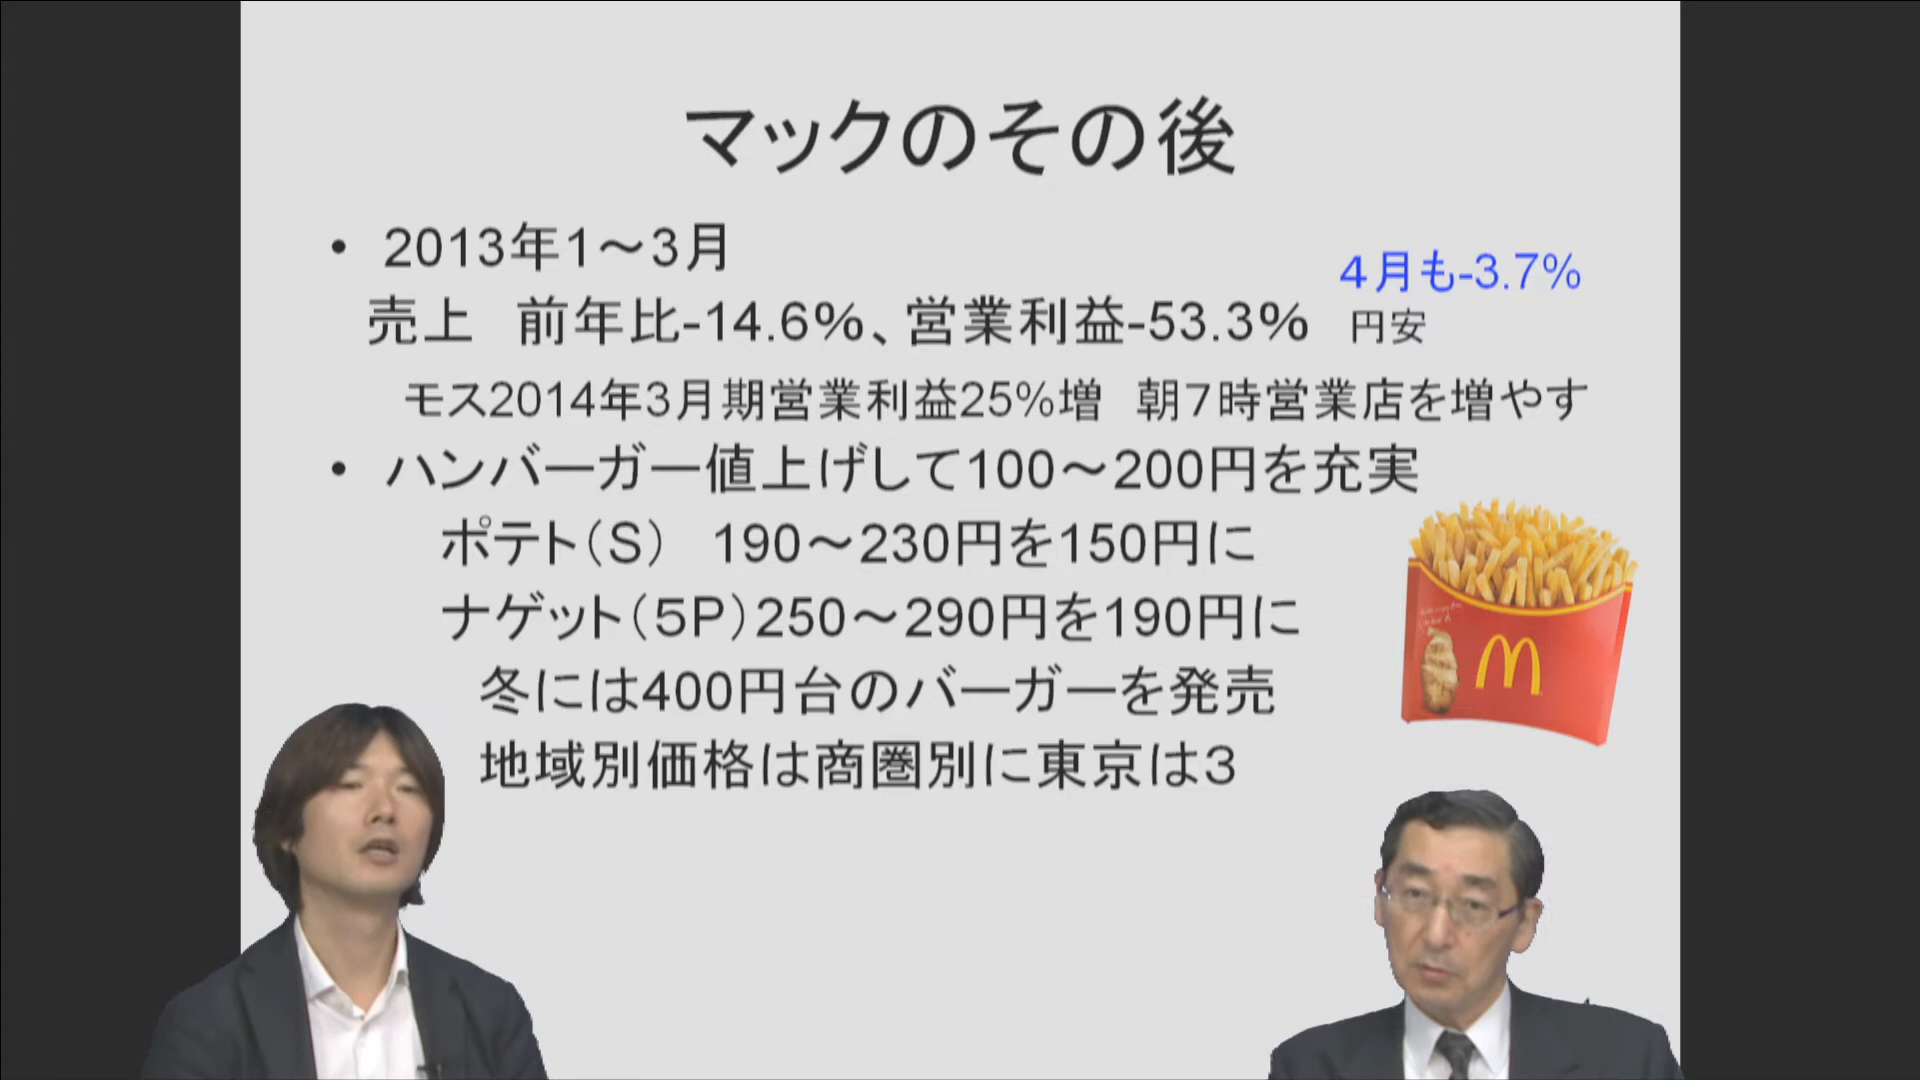 マックのその後
• 2013年1～3月
4月も-3.7%
売上　前年比-14.6%、営業利益-53.3%　円安
モス2014年3月期営業利益25%増　朝7時営業店を増やす
• ハンバーガー値上げして100～200円を充実
ポテト（S）　190～230円を150円に
ナゲット（5P）250～290円を190円に
冬には400円台のバーガーを発売
地域別価格は商圏別に東京は3